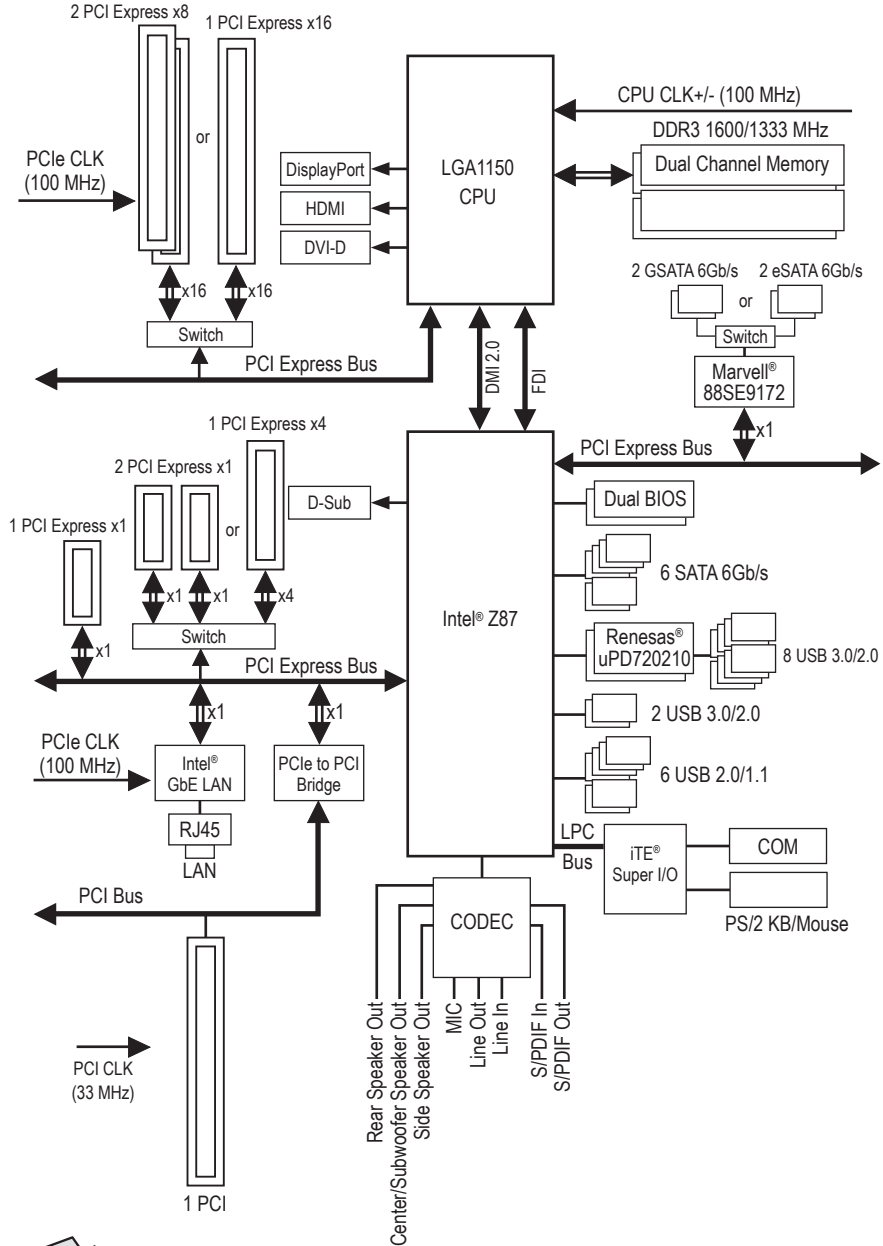 2 PCI Express x8
1 PCI Express x16
or
PCIe CLK
(100 MHz)
x16
x16
Switch
PCI Express Bus
DisplayPort
HDMI
DVI-D
LGA1150
CPU
CPU CLK+/- (100 MHz)
DDR3 1600/1333 MHz
Dual Channel Memory
2 GSATA 6Gb/s
2 eSATA 6Gb/s
or
Switch
Marvell®
88SE9172
x1
PCI Express Bus
DMI 2.0
FDI
1 PCI Express x4
2 PCI Express x1
1 PCI Express x1
or
D-Sub
x1
x1
x4
Switch
x1
PCI Express Bus
Intel® Z87
Dual BIOS
6 SATA 6Gb/s
Renesas®
uPD720210
8 USB 3.0/2.0
2 USB 3.0/2.0
6 USB 2.0/1.1
x1
x1
PCIe CLK
(100 MHz)
Intel®
GbE LAN
PCIe to PCI
Bridge
RJ45
LAN
LPC
Bus
iTE®
Super I/O
COM
PS/2 KB/Mouse
PCI Bus
CODEC
PCI CLK
(33 MHz)
1 PCI
Rear Speaker Out
Center/Subwoofer Speaker Out
Side Speaker Out
MIC
Line Out
Line In
S/PDIF In
S/PDIF Out